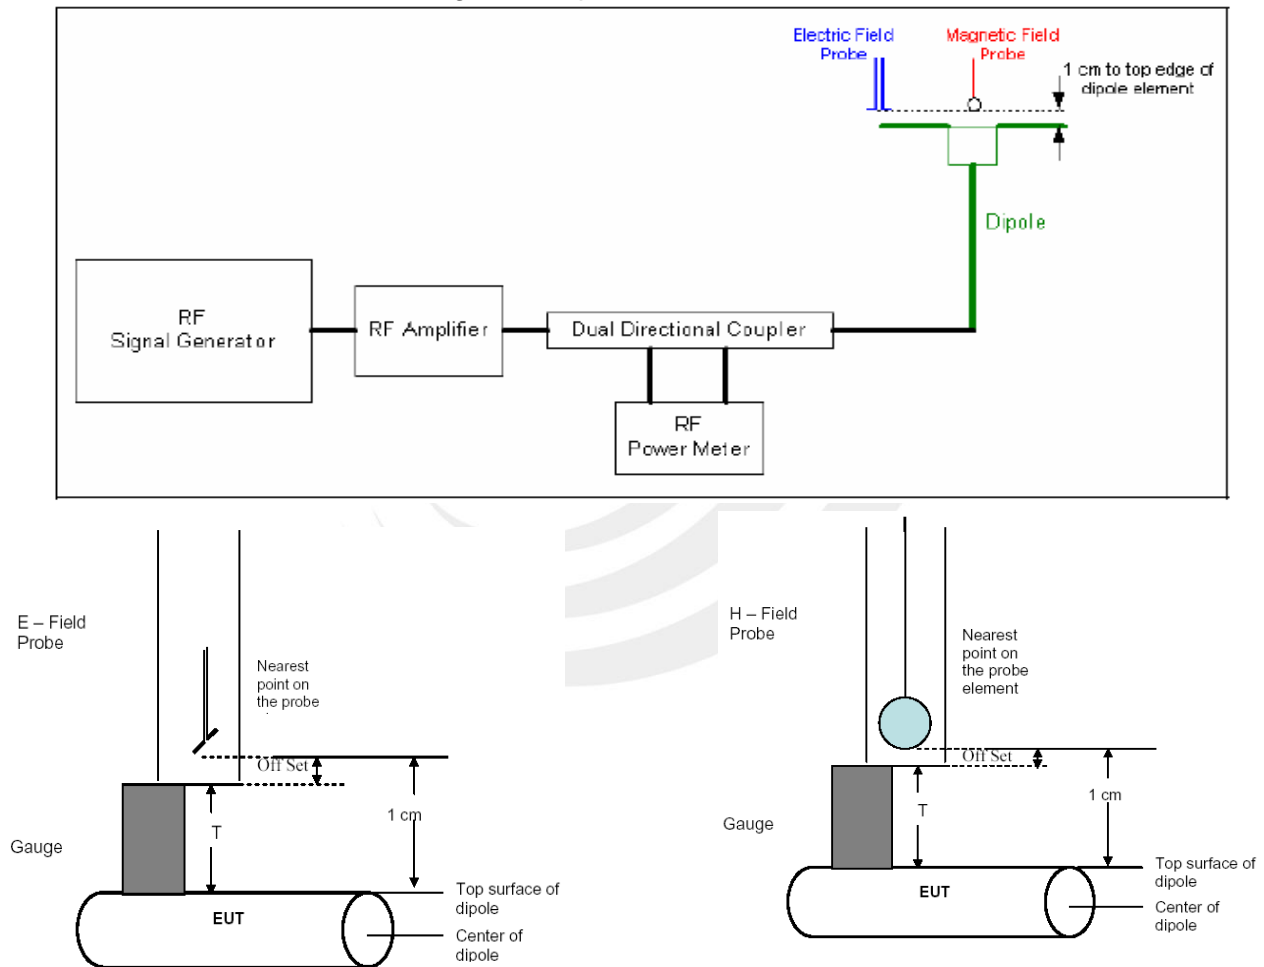 Electric Field
Probe
Magnetic Field
Probe
1 cm to top edge of
dipole element
Dipole
RF
Signal Generator
RF Amplifier
Dual Directional Coupler
RF
Power Meter
E – Field
Probe
Nearest
point on
the probe
Off Set
1 cm
T
Gauge
EUT
Top surface of
dipole
Center of
dipole
H – Field
Probe
Nearest
point on
the probe
element
Off Set
1 cm
T
Gauge
EUT
Top surface of
dipole
Center of
dipole